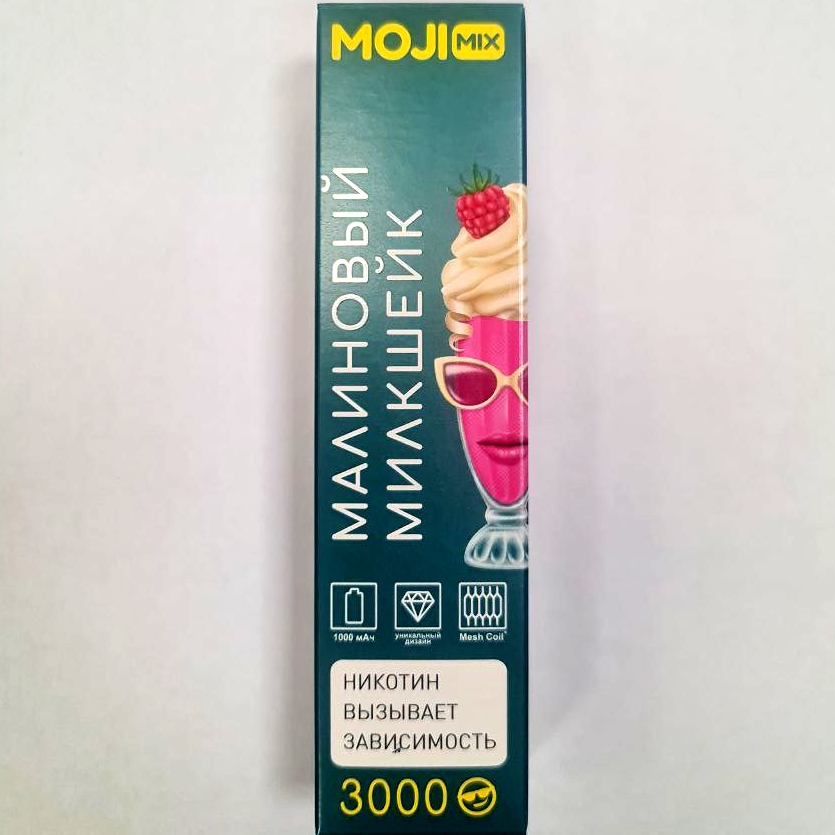 MOJI MIX
МАЛИНОВЫЙ
МИЛКШЕЙК
1000 мАч
уникальный
дизайн
Mesh Coil
НИКОТИН
ВЫЗЫВАЕТ
ЗАВИСИМОСТЬ
3000